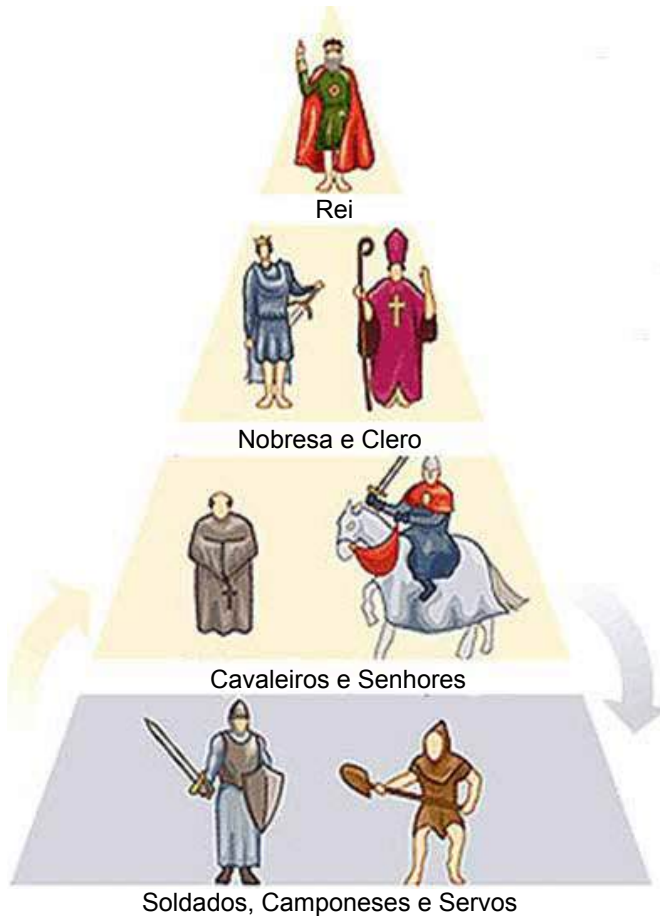 Rei
Nobresa e Clero
Cavaleiros e Senhores
Soldados, Camponeses e Servos